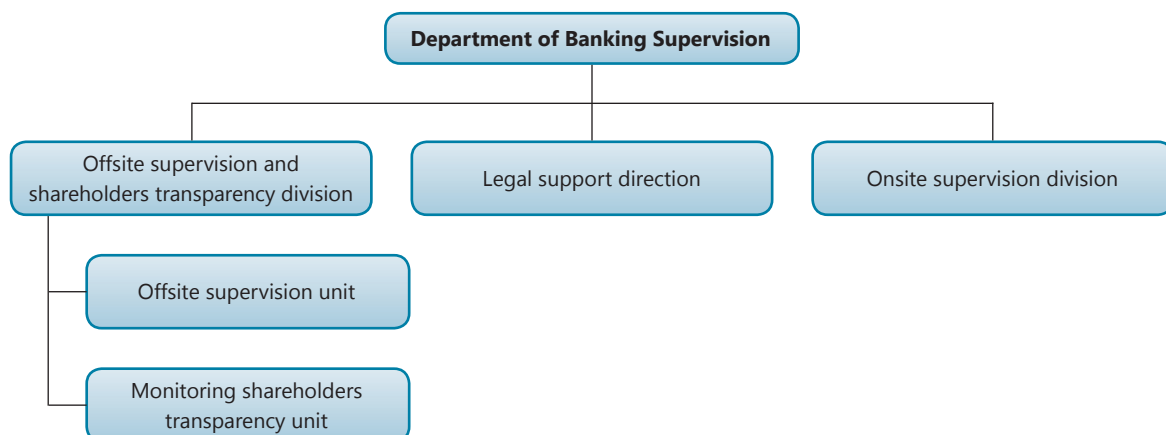 Department of Banking Supervision
Offsite supervision and
shareholders transparency division
Legal support direction
Onsite supervision division
Offsite supervision unit
Monitoring shareholders
transparency unit